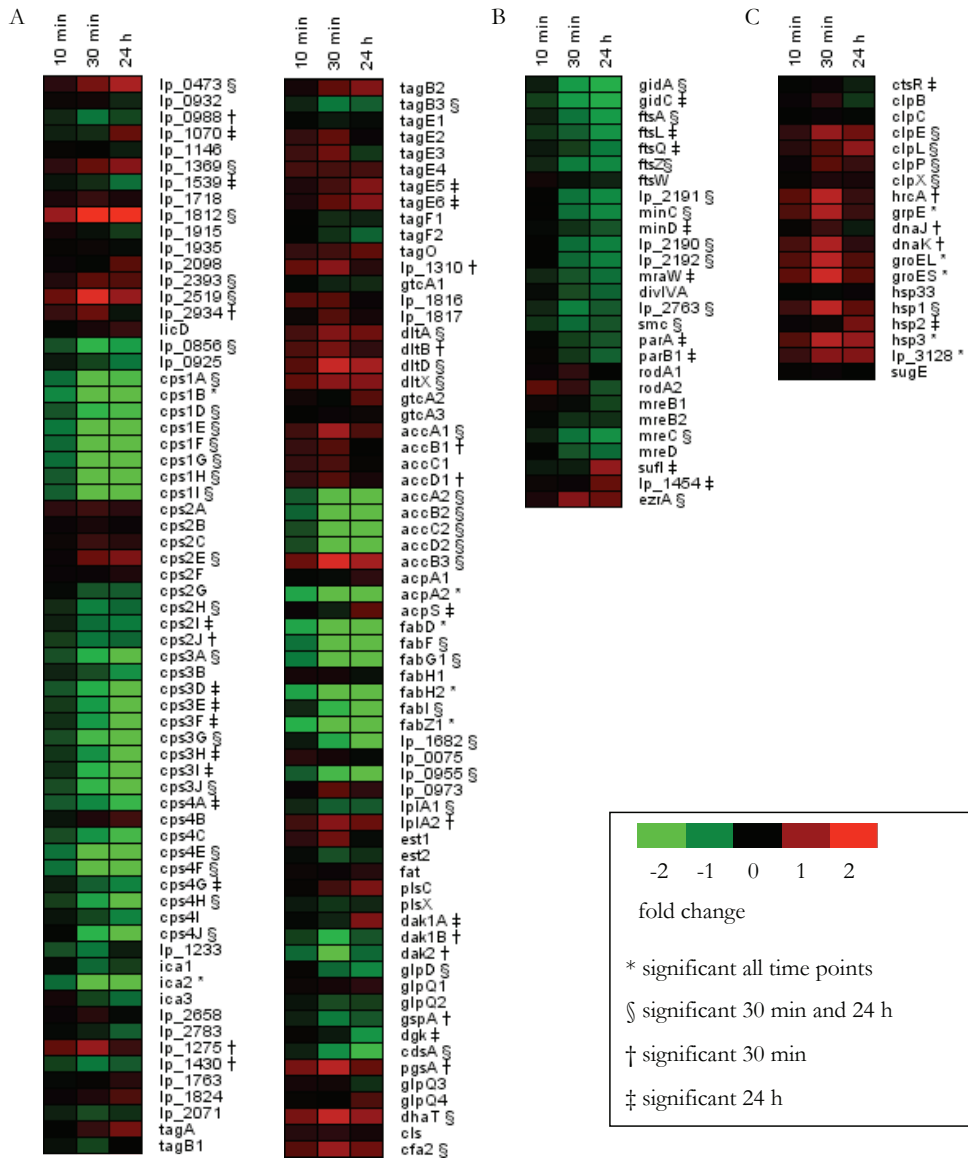 A
10 min
30 min
24 h
lp_0473 §
lp_0932
lp_0988 †
lp_1070 ‡
lp_1146
lp_1369 §
lp_1539 ‡
lp_1718
lp_1812 §
lp_1915
lp_1935
lp_2098
lp_2393 §
lp_2519 §
lp_2934 †
licD
lp_0856 §
lp_0925
cps1A §
cps1B *
cps1D §
cps1E §
cps1F §
cps1G §
cps1H §
cps1I §
cps2A
cps2B
cps2C
cps2E §
cps2F
cps2G
cps2H §
cps2I ‡
cps2J †
cps3A §
cps3B
cps3D ‡
cps3E ‡
cps3F ‡
cps3G §
cps3H ‡
cps3I ‡
cps3J §
cps4A ‡
cps4B
cps4C
cps4E §
cps4F §
cps4G ‡
cps4H §
cps4I
cps4J §
lp_1233
ica1
ica2 *
ica3
lp_2658
lp_2783
lp_1275 †
lp_1430 †
lp_1763
lp_1824
lp_2071
tagA
tagB1
10 min
30 min
24 h
tagB2
tagB3 §
tagE1
tagE2
tagE3
tagE4
tagE5 ‡
tagE6 ‡
tagF1
tagF2
tagO
lp_1310 †
gtcA1
lp_1816
lp_1817
dltA §
dltB †
dltD §
dltX §
gtcA2
gtcA3
accA1 §
accB1 †
accC1
accD1 †
accA2 §
accB2 §
accC2 §
accD2 §
accB3 §
acpA1
acpA2 *
acpS ‡
fabD *
fabF §
fabG1 §
fabH1
fabH2 *
fabI §
fabZ1 *
lp_1682 §
lp_0075
lp_0955 §
lp_0973
lplA1 §
lplA2 †
est1
est2
fat
plsC
plsX
dak1A ‡
dak1B †
dak2 †
glpD §
glpQ1
glpQ2
gspA †
dgk ‡
cdsA §
pgsA †
glpQ3
glpQ4
dhaT §
cls
cfa2 §
B
10 min
30 min
24 h
gidA §
gidC ‡
ftsA §
ftsL ‡
ftsQ ‡
ftsZ§
ftsW
lp_2191 §
minC §
minD ‡
lp_2190 §
lp_2192 §
mraW ‡
divIVA
lp_2763 §
smc §
parA ‡
parB1 ‡
rodA1
rodA2
mreB1
mreB2
mreC §
mreD
sufI ‡
lp_1454 ‡
ezrA §
C
10 min
30 min
24 h
ctsR ‡
clpB
clpC
clpE §
clpL §
clpP §
clpX §
hrcA †
grpE *
dnaJ †
dnaK †
groEL *
groES *
hsp33
hsp1 §
hsp2 ‡
hsp3 *
lp_3128 *
sugE
-2 -1 0 1 2
fold change
* significant all time points
§ significant 30 min and 24 h
† significant 30 min
‡ significant 24 h